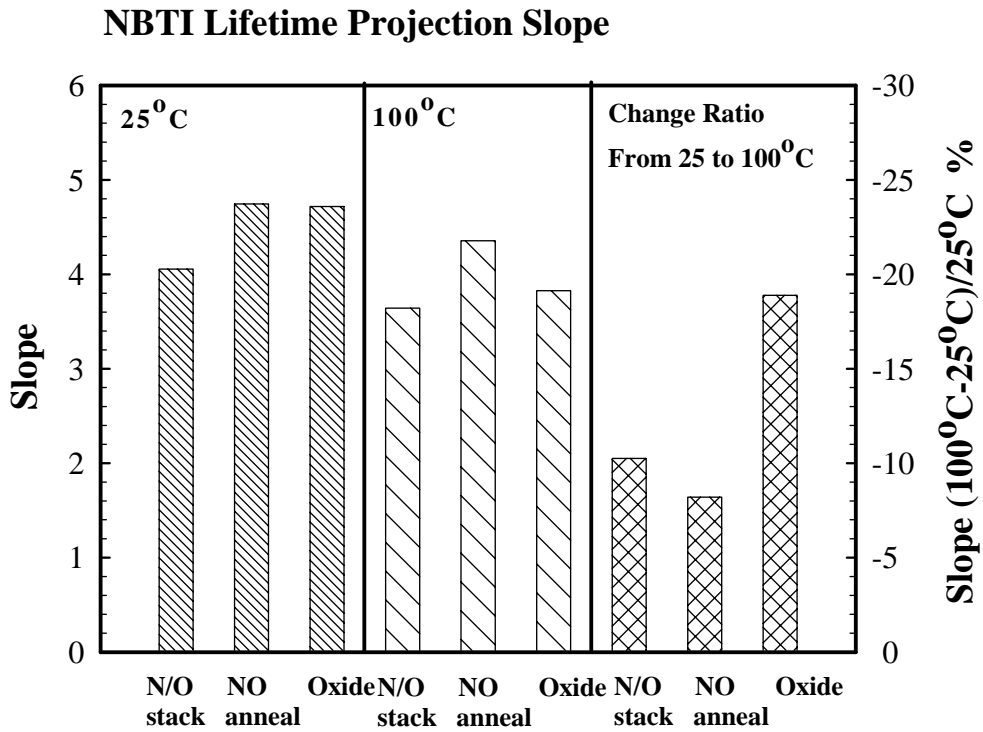 NBTI Lifetime Projection Slope
25°C
100°C
Change Ratio
From 25 to 100°C
6
5
4
3
2
1
0
Slope
-30
-25
-20
-15
-10
-5
0
Slope (100°C-25°C)/25°C %
N/O stack
NO anneal
Oxide
N/O stack
NO anneal
Oxide
N/O stack
NO anneal
Oxide